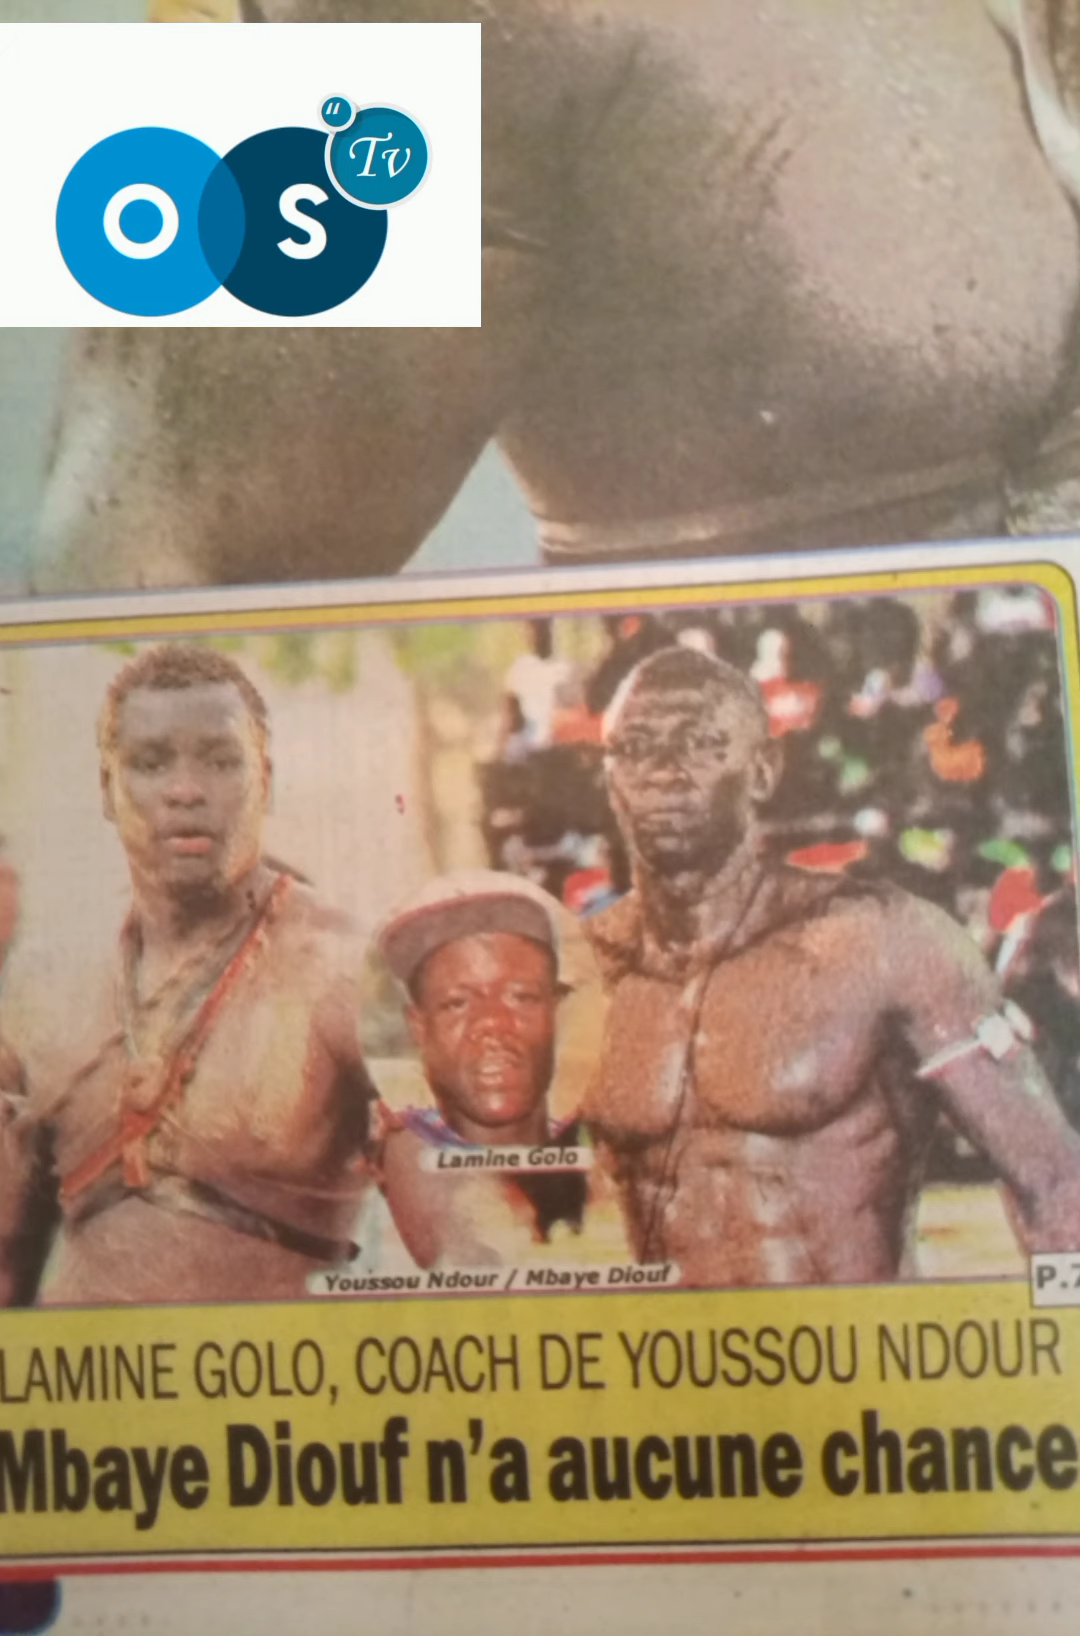 O S " Tv
Lamine Golo
Youssou Ndour / Mbaye Diouf
P.7
LAMINE GOLO, COACH DE YOUSSOU NDOUR
Mbaye Diouf n'a aucune chance